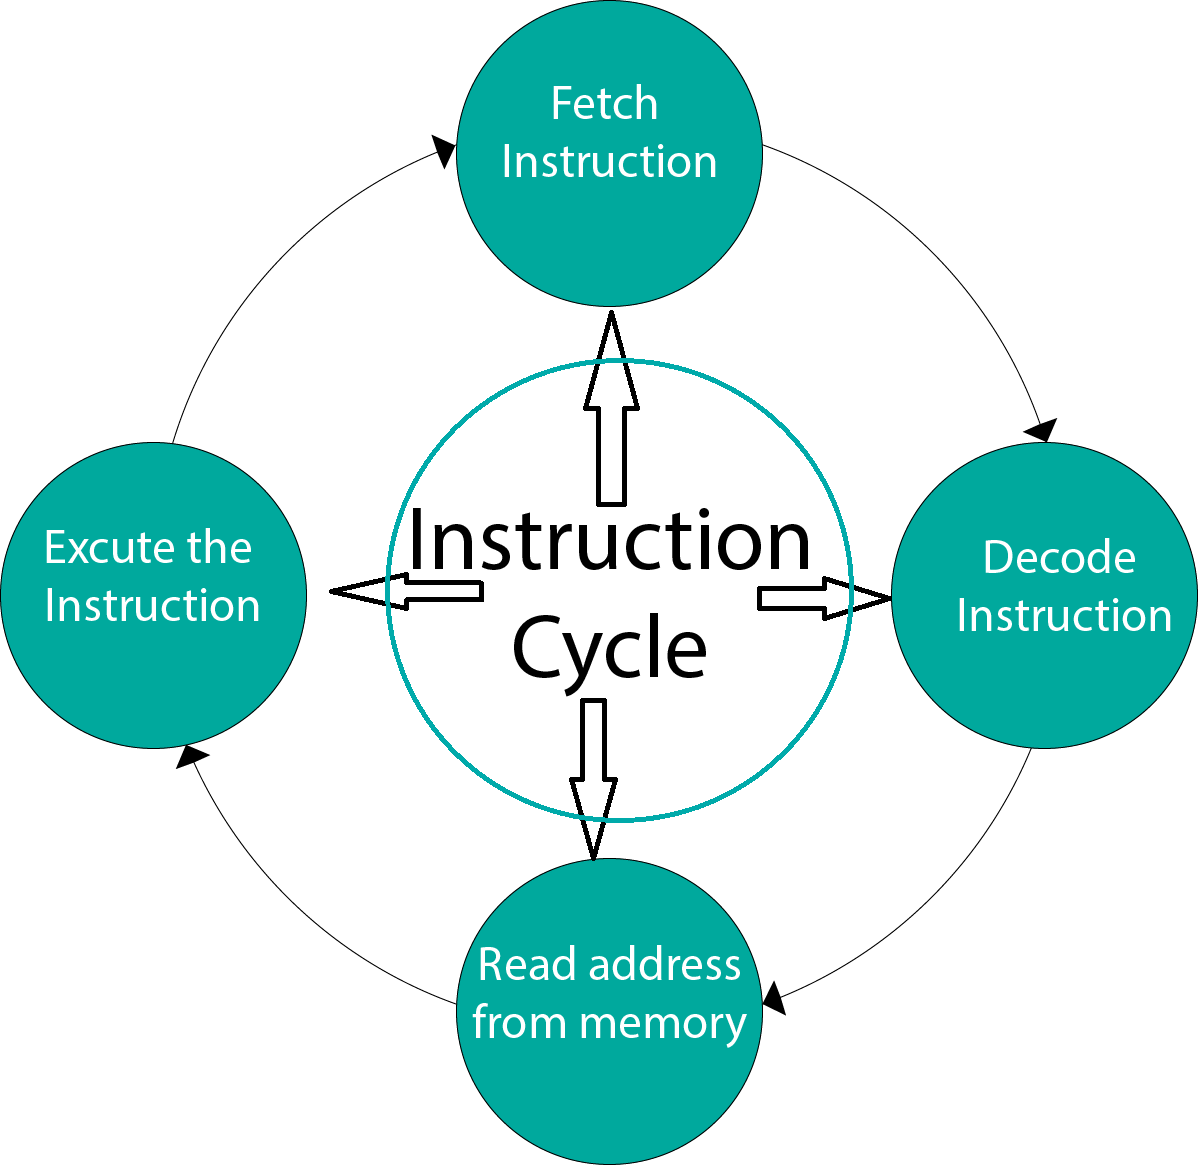 Fetch
Instruction
Excute the
Instruction
Instruction
Cycle
Decode
Instruction
Read address
from memory